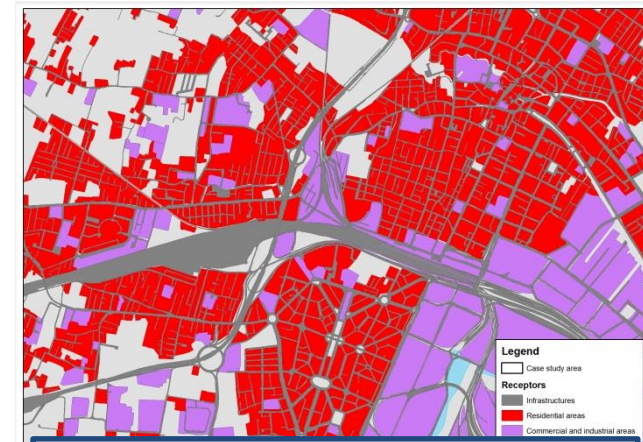 Legend
Case study area
Receptors
Infrastructures
Residential areas
Commercial and industrial areas